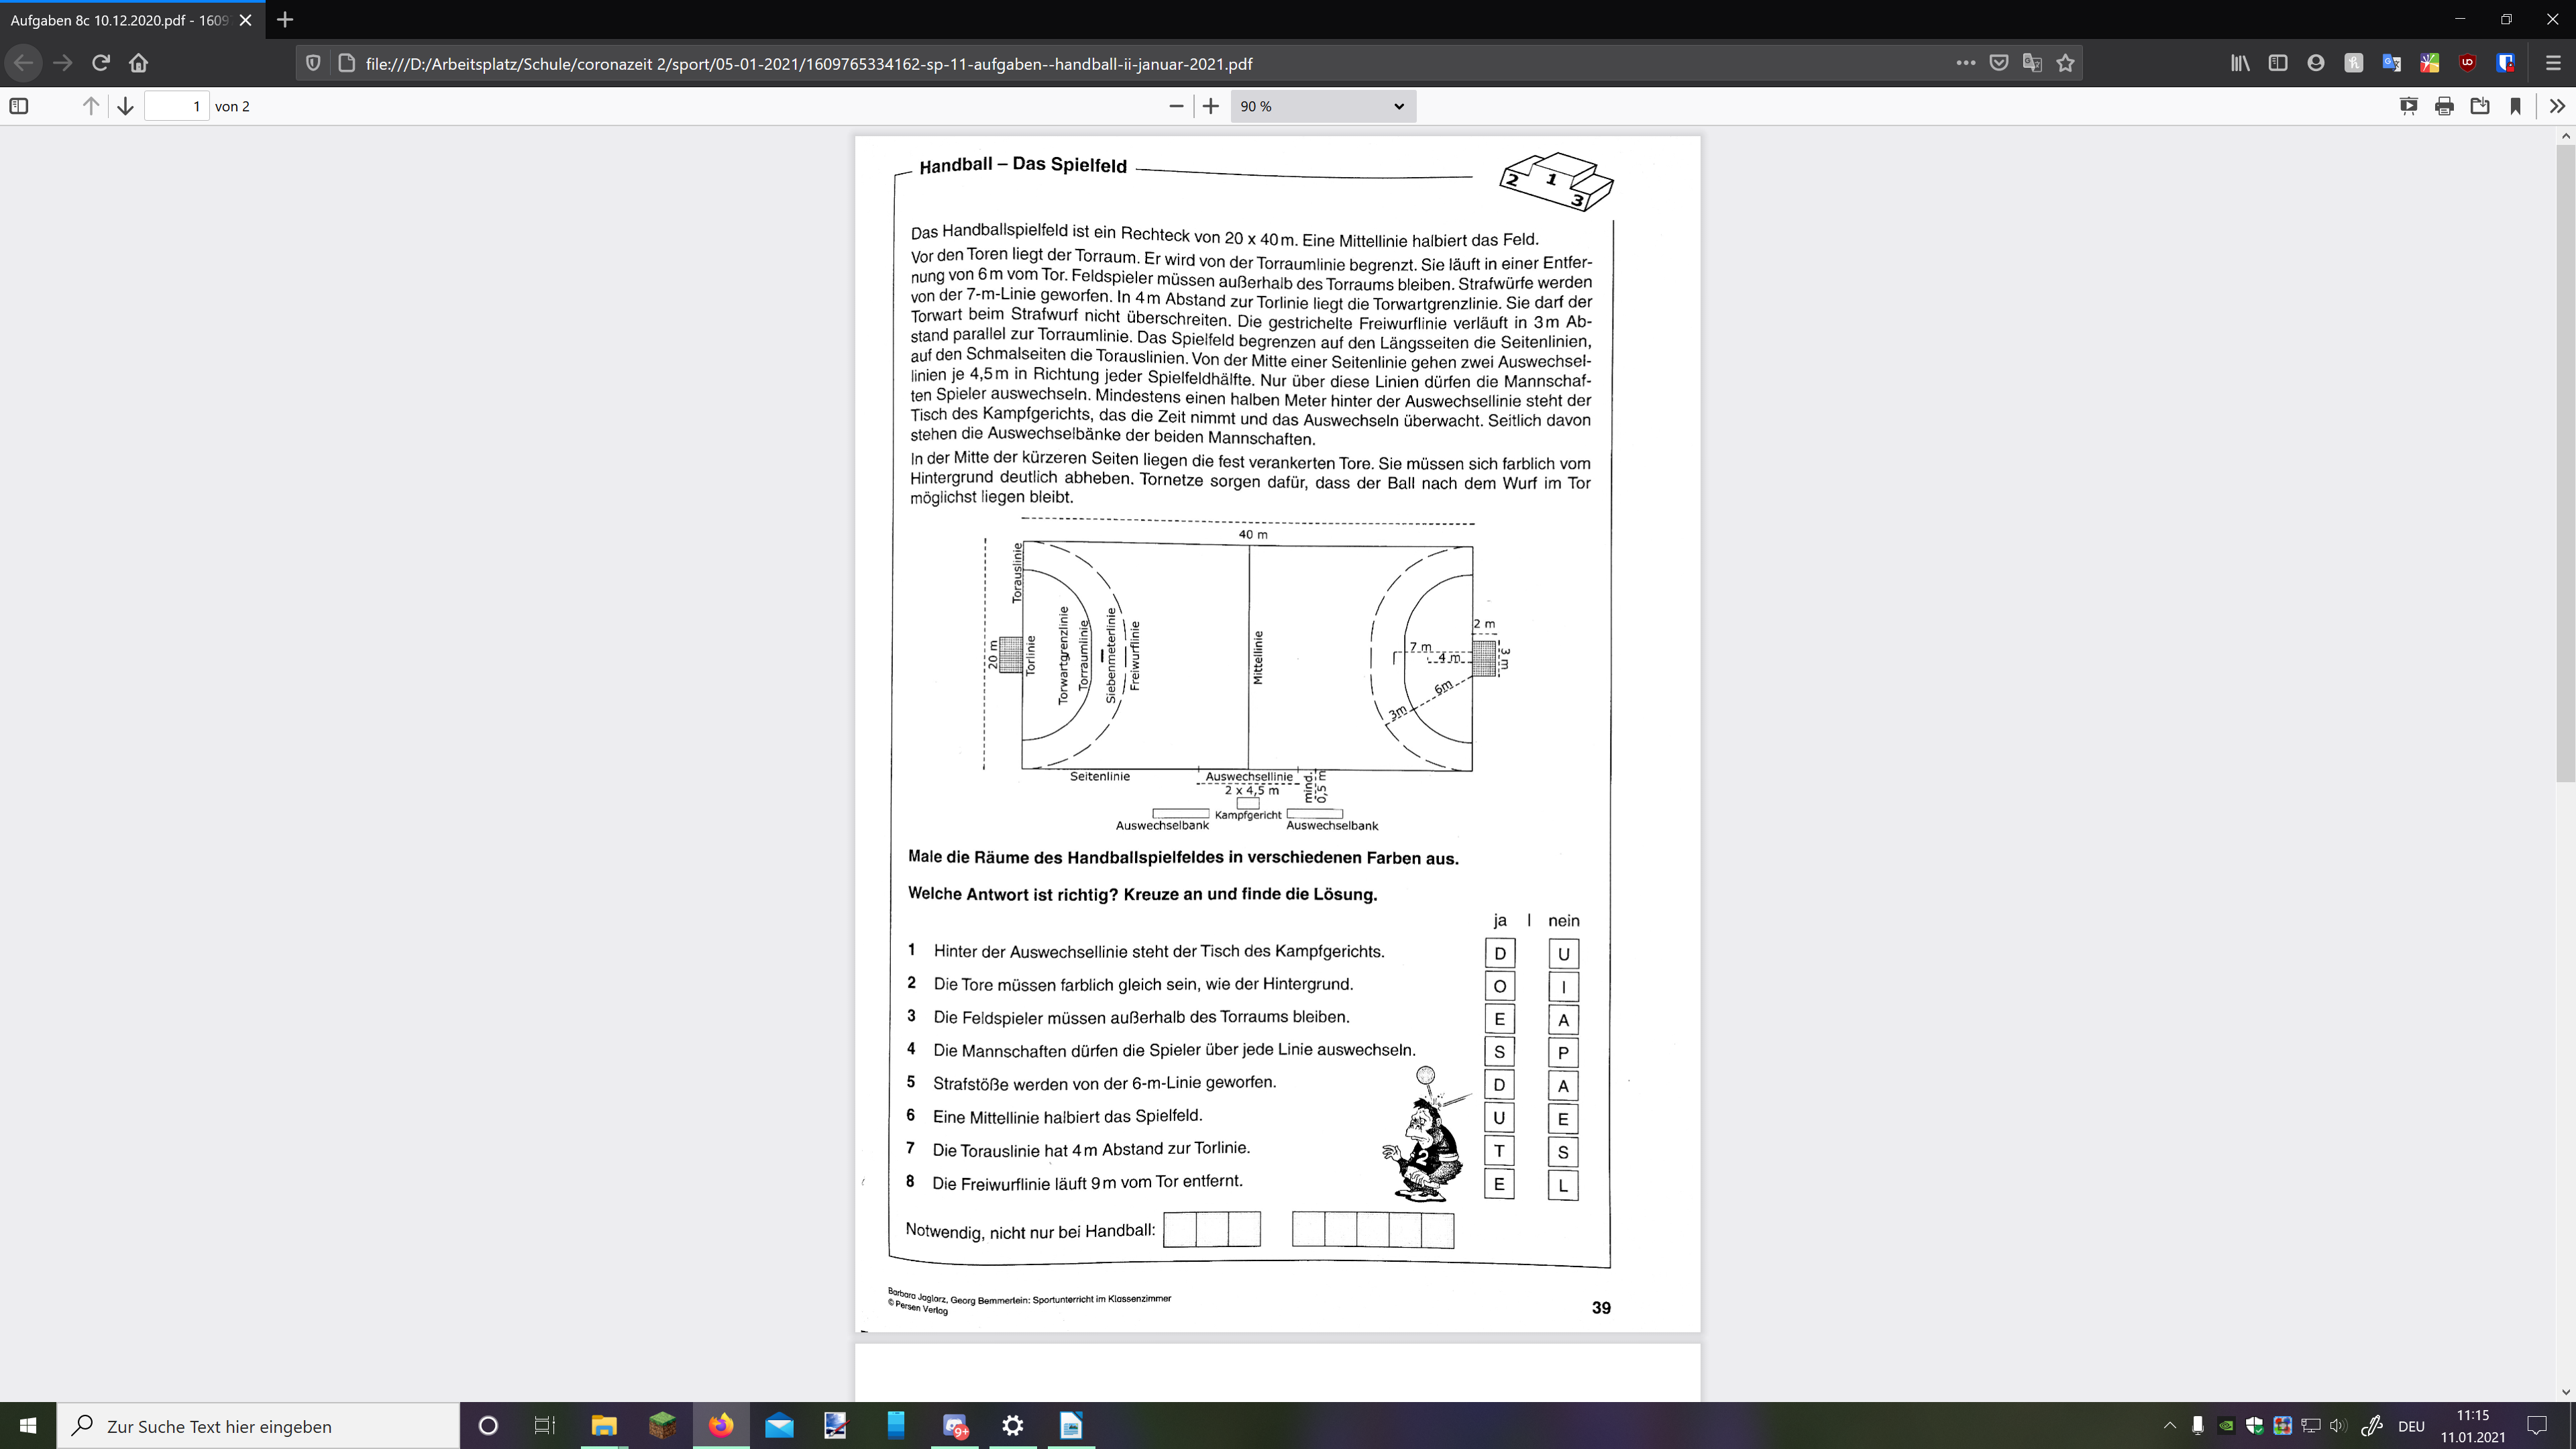 Aufgaben 8c 10.12.2020.pdf - 1609
file:///D:/Arbeitsplatz/Schule/coronazeit 2/sport/05-01-2021/1609765334162-sp-11-aufgaben--handball-ii-januar-2021.pdf
1 von 2
90 %
Handball – Das Spielfeld
2 1 3
Das Handballspielfeld ist ein Rechteck von 20 x 40 m. Eine Mittellinie halbiert das Feld.
Vor den Toren liegt der Torraum. Er wird von der Torraumlinie begrenzt. Sie läuft in einer Entfer-
nung von 6 m vom Tor. Feldspieler müssen außerhalb des Torraums bleiben. Strafwürfe werden
von der 7-m-Linie geworfen. In 4 m Abstand zur Torlinie liegt die Torwartgrenzlinie. Sie darf der
Torwart beim Strafwurf nicht überschreiten. Die gestrichelte Freiwurflinie verläuft in 3 m Ab-
stand parallel zur Torraumlinie. Das Spielfeld begrenzen auf den Längsseiten die Seitenlinien,
auf den Schmalseiten die Torauslinien. Von der Mitte einer Seitenlinie gehen zwei Auswechsel-
linien je 4,5 m in Richtung jeder Spielfeldhälfte. Nur über diese Linien dürfen die Mannschaf-
ten Spieler auswechseln. Mindestens einen halben Meter hinter der Auswechsellinie steht der
Tisch des Kampfgerichts, das die Zeit nimmt und das Auswechseln überwacht. Seitlich davon
stehen die Auswechselbänke der beiden Mannschaften.
In der Mitte der kürzeren Seiten liegen die fest verankerten Tore. Sie müssen sich farblich vom
Hintergrund deutlich abheben. Tornetze sorgen dafür, dass der Ball nach dem Wurf im Tor
möglichst liegen bleibt.
40 m
20 m
Torauslinie
Torlinie
Torwartgrenzlinie
Torraumlinie
Siebenmeterlinie
Freiwurflinie
Mittellinie
2 m
7 m
4 m
3 m
6m
3m
Seitenlinie
Auswechsellinie
2 x 4,5 m
mind.
0,5 m
Kampfgericht
Auswechselbank
Auswechselbank
Male die Räume des Handballspielfeldes in verschiedenen Farben aus.
Welche Antwort ist richtig? Kreuze an und finde die Lösung.
ja | nein
1 Hinter der Auswechsellinie steht der Tisch des Kampfgerichts. D U
2 Die Tore müssen farblich gleich sein, wie der Hintergrund. O I
3 Die Feldspieler müssen außerhalb des Torraums bleiben. E A
4 Die Mannschaften dürfen die Spieler über jede Linie auswechseln. S P
5 Strafstöße werden von der 6-m-Linie geworfen. D A
6 Eine Mittellinie halbiert das Spielfeld. U E
7 Die Torauslinie hat 4 m Abstand zur Torlinie. T S
8 Die Freiwurflinie läuft 9 m vom Tor entfernt. E L
2
Notwendig, nicht nur bei Handball:
Barbara Jaglarz, Georg Bemmerlein: Sportunterricht im Klassenzimmer
© Persen Verlag
39
Zur Suche Text hier eingeben
9+
DEU
11:15
11.01.2021